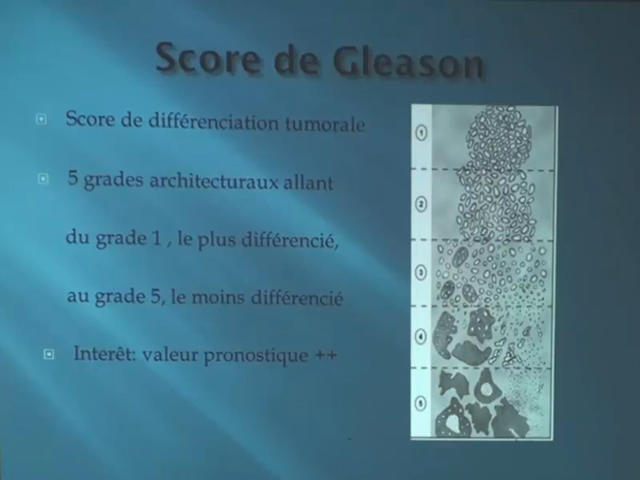 Score de Gleason
Score de différenciation tumorale
5 grades architecturaux allant
du grade 1 , le plus différencié,
au grade 5, le moins différencié
Interêt: valeur pronostique ++
1
2
3
4
5